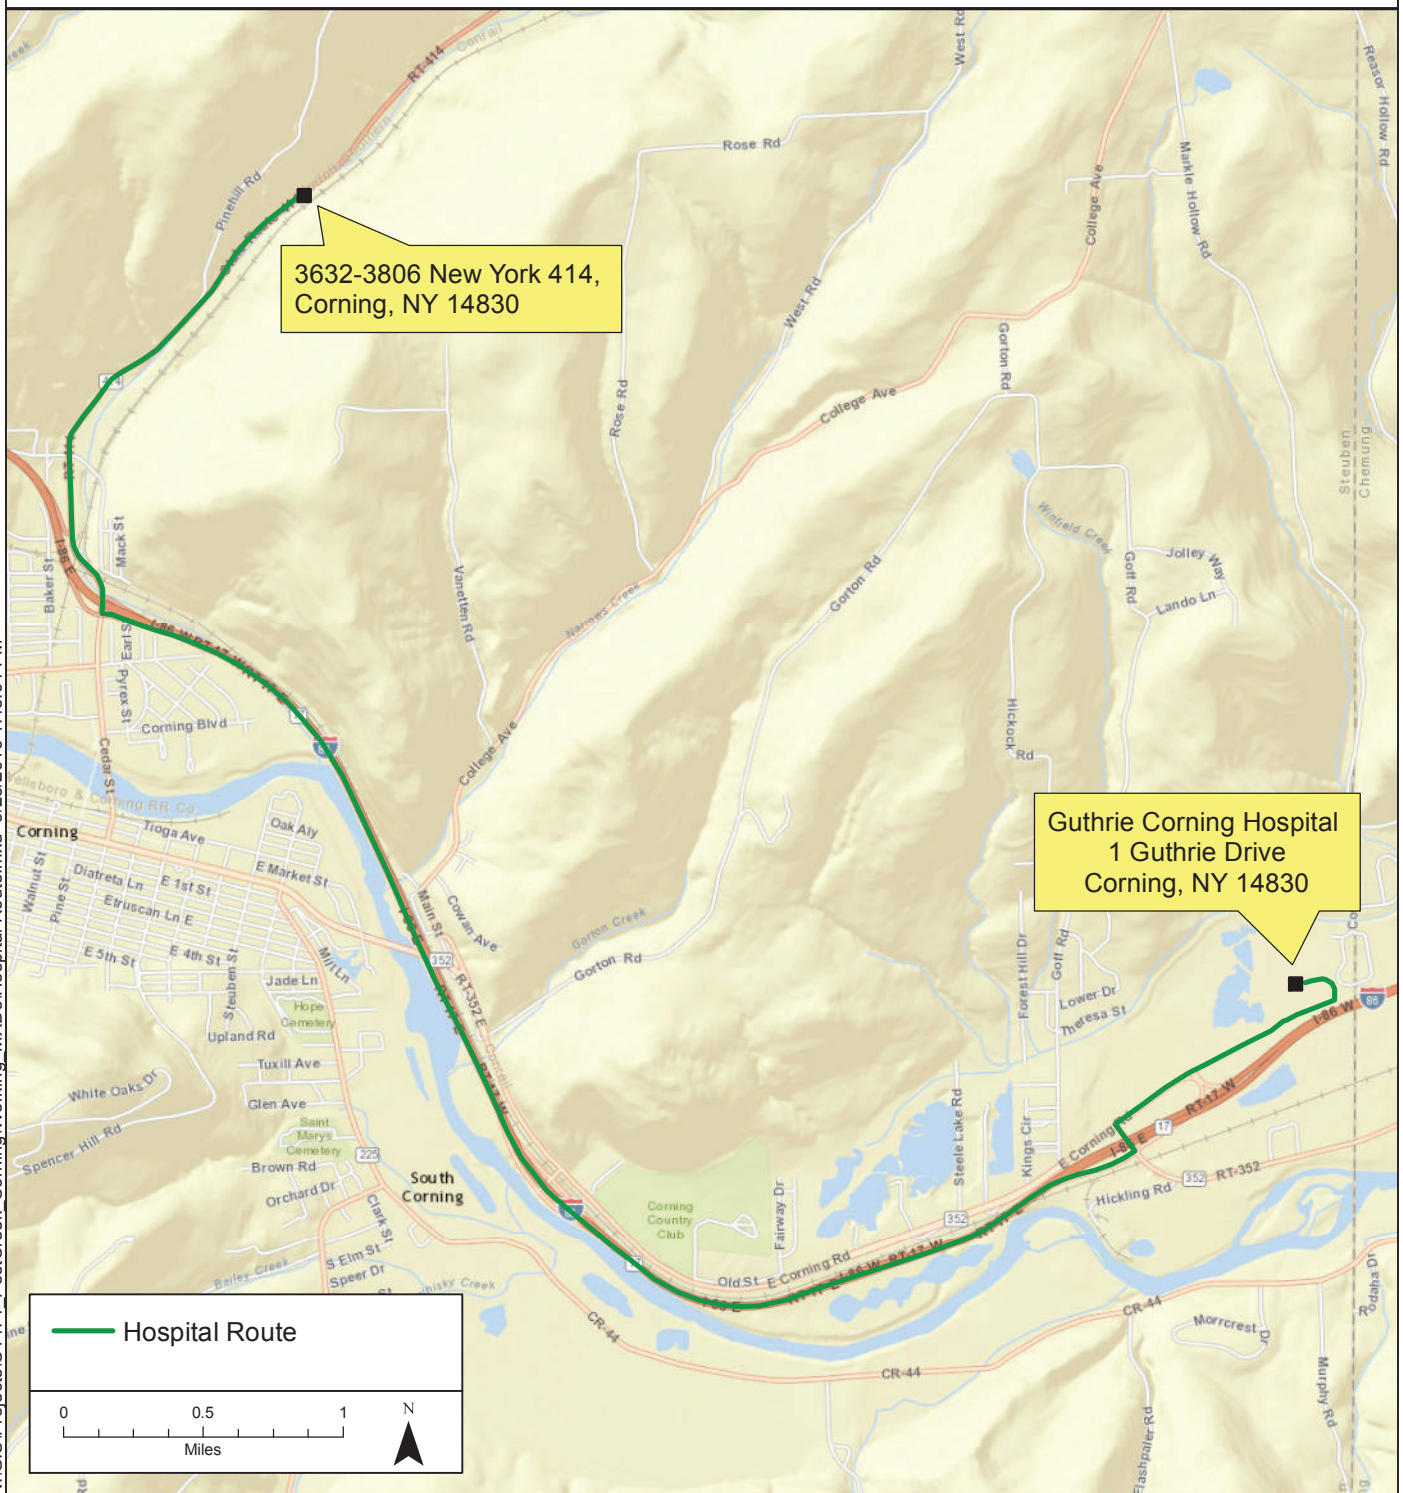 RT-414
Conrail
West Rd
Reasor Hollow Rd
Rose Rd
Pinehill Rd
College Ave
Markle Hollow Rd
3632-3806 New York 414,
Corning, NY 14830
West Rd
Gorton Rd
Rose Rd
College Ave
Steuben
Chemung
Winfield Creek
Mack St
I-86 E
Baker St
Vanetten Rd
Gorton Rd
Goff Rd
Jolley Way
Lando Ln
Narrows Creek
Earl St
Pyrex St
Corning Blvd
Cedar St
College Ave
Hickock
Rd
Corning
Tioga Ave
Oak Aly
E Market St
Walnut St
Pine St
Diatreta Ln
E 1st St
Etruscan Ln E
E 5th St
E 4th St
Steuben St
Mill Ln
Jade Ln
Main St
Cowan Ave
352
RT-352 E
Gorton Creek
Gorton Rd
Guthrie Corning Hospital
1 Guthrie Drive
Corning, NY 14830
Forest Hill Dr
Goff Rd
Lower Dr
Theresa St
I-86 W
86
Hope
Cemetery
Upland Rd
Tuxill Ave
Glen Ave
White Oaks Dr
Spencer Hill Rd
Saint
Marys
Cemetery
Brown Rd
225
Orchard Dr
Clark St
South
Corning
Conrail
RT-17 W
Steele Lake Rd
Kings Cir
E Corning Rd
17
RT-17 W
352
RT-352
Hickling Rd
Corning
Country
Club
Fairway Dr
352
Old St
E Corning Rd
RT-17 W
I-86 W
S Elm St
Speer Dr
Bailey Creek
CR-44
CR-44
CR-44
Morrcrest Dr
Murphy Rd
Hospital Route
0
0.5
1
Miles
N